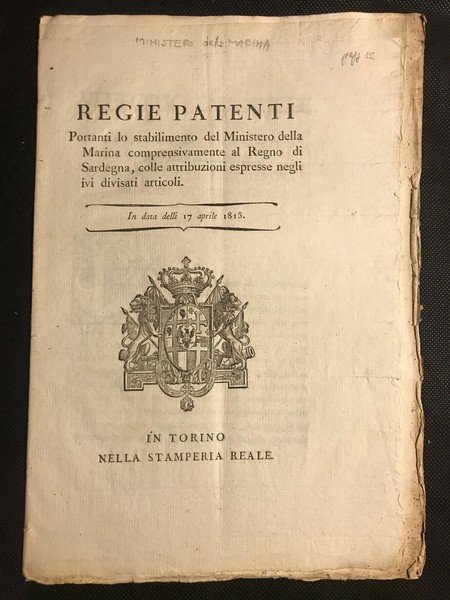 MINISTERO della MARINA
REGIE PATENTI
Portanti lo stabilimento del Ministero della
Marina comprensivamente al Regno di
Sardegna, colle attribuzioni espresse negli
ivi divisati articoli.
In data delli 17 aprile 1815.
IN TORINO
NELLA STAMPERIA REALE.